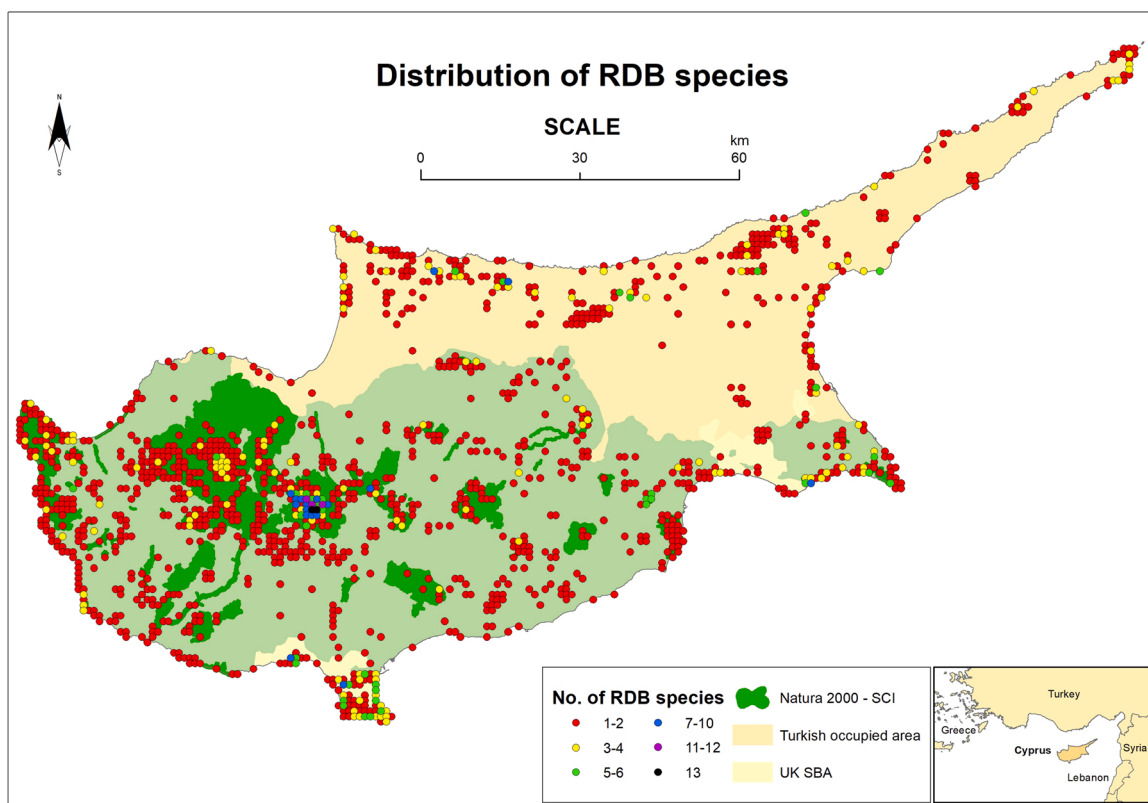 Distribution of RDB species
SCALE
km
0 30 60
N
S
No. of RDB species
1-2
3-4
5-6
7-10
11-12
13
Natura 2000 - SCI
Turkish occupied area
UK SBA
Turkey
Greece
Cyprus
Syria
Lebanon